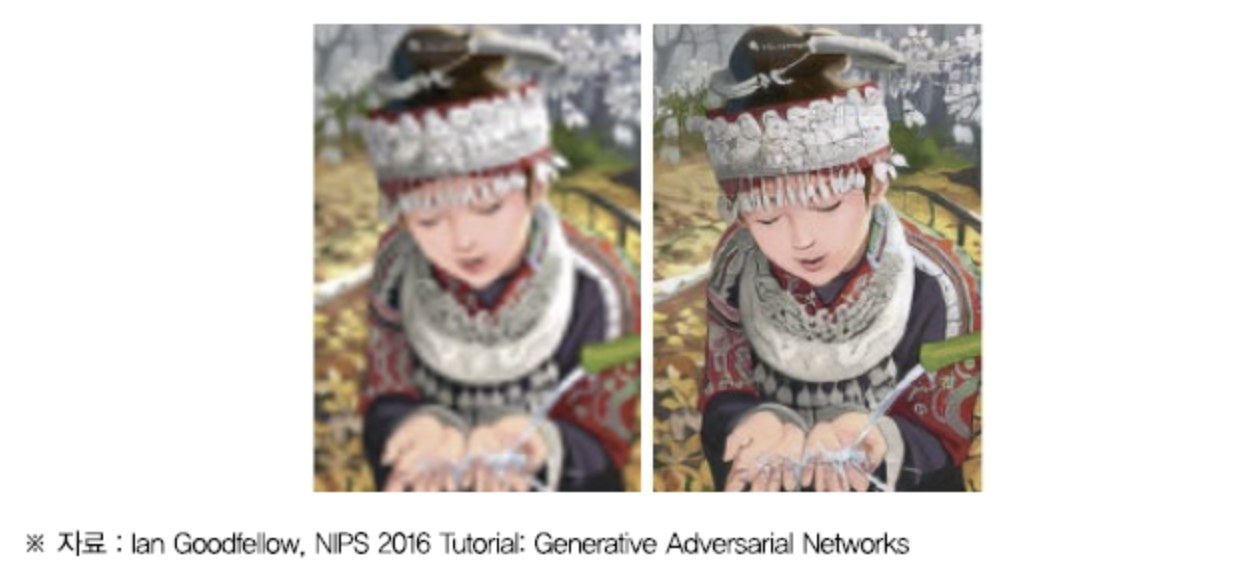 ※ 자료 : Ian Goodfellow, NIPS 2016 Tutorial: Generative Adversarial Networks